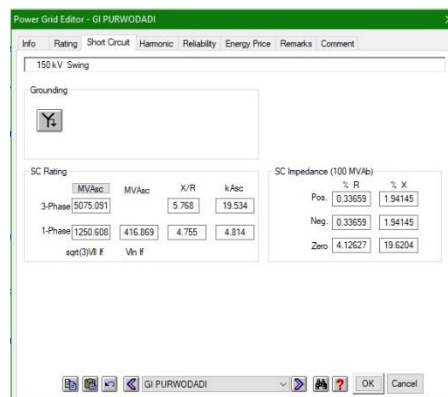 Power Grid Editor - GI PURWODADI
Info Rating Short Circuit Harmonic Reliability Energy Price Remarks Comment
150 kV Swing
Grounding
SC Rating
MVAsc MVAsc X/R kAsc
3-Phase 5075.091 5.768 19.534
1-Phase 1250.608 416.869 4.755 4.814
sqrt(3)Vll If Vln If
SC Impedance (100 MVAb)
% R % X
Pos. 0.33659 1.94145
Neg. 0.33659 1.94145
Zero 4.12627 19.6204
GI PURWODADI ? OK Cancel